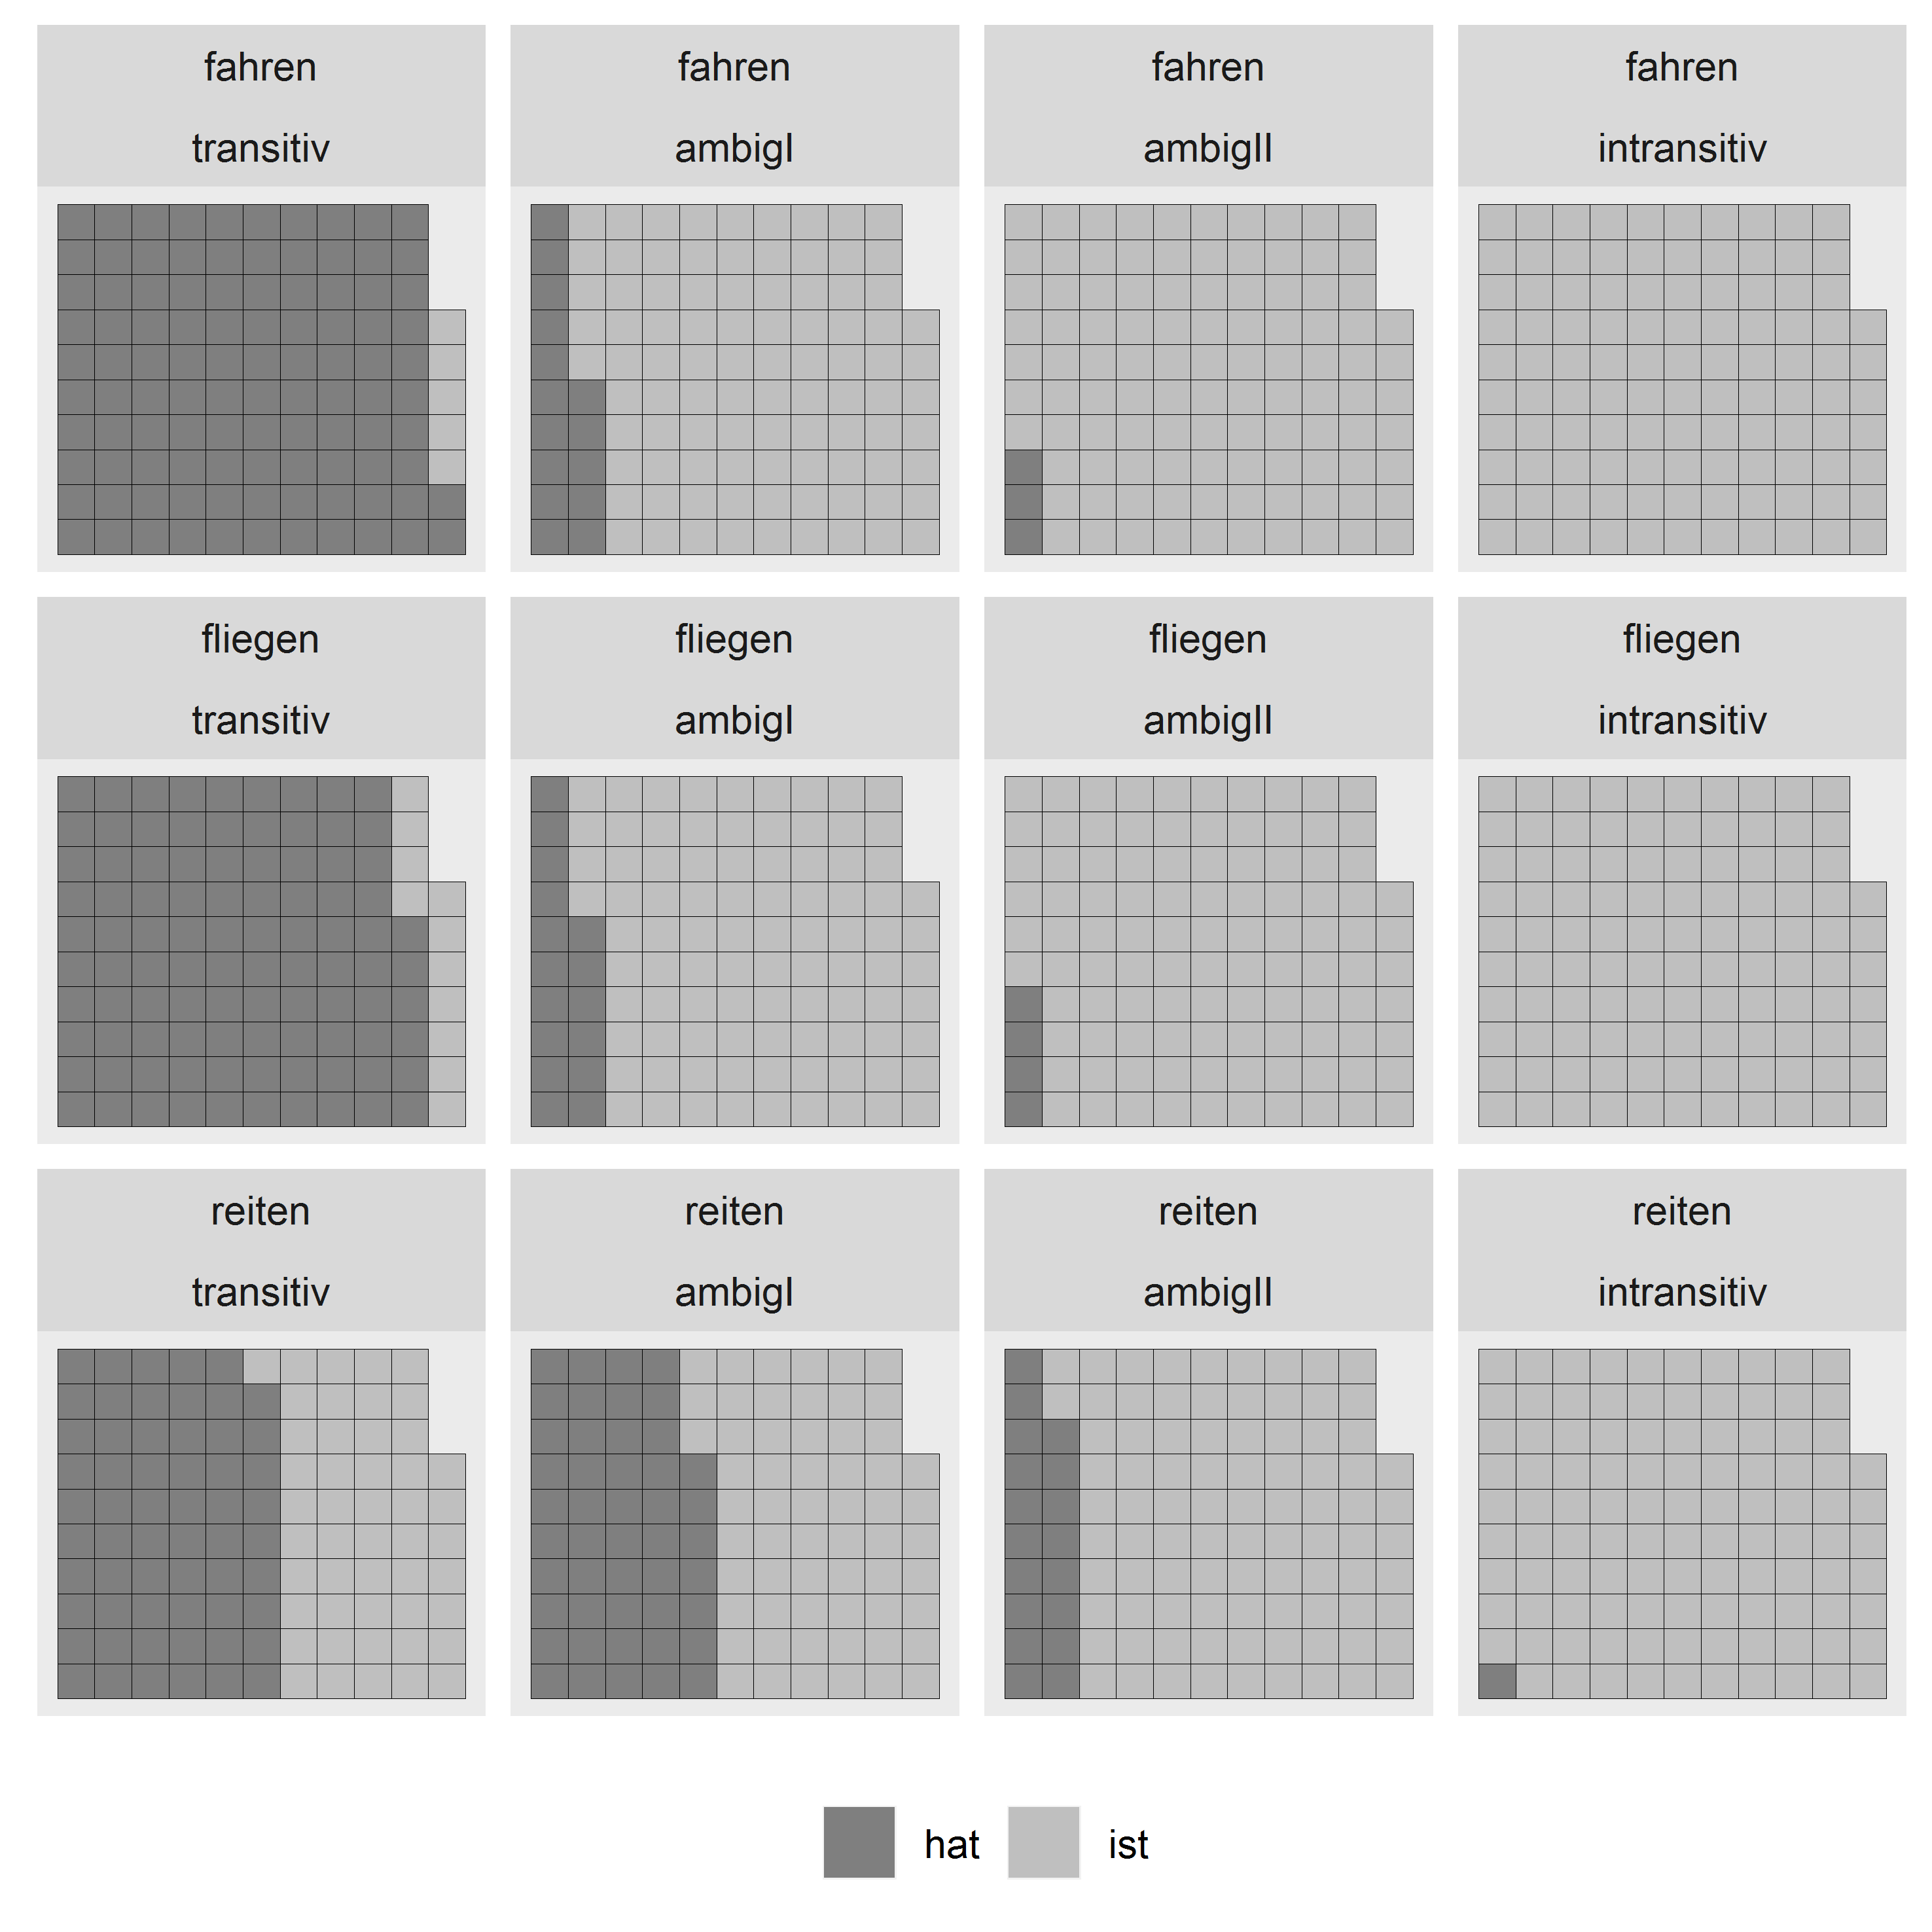 fahren
transitiv
fahren
ambigI
fahren
ambigII
fahren
intransitiv
fliegen
transitiv
fliegen
ambigI
fliegen
ambigII
fliegen
intransitiv
reiten
transitiv
reiten
ambigI
reiten
ambigII
reiten
intransitiv
hat
ist